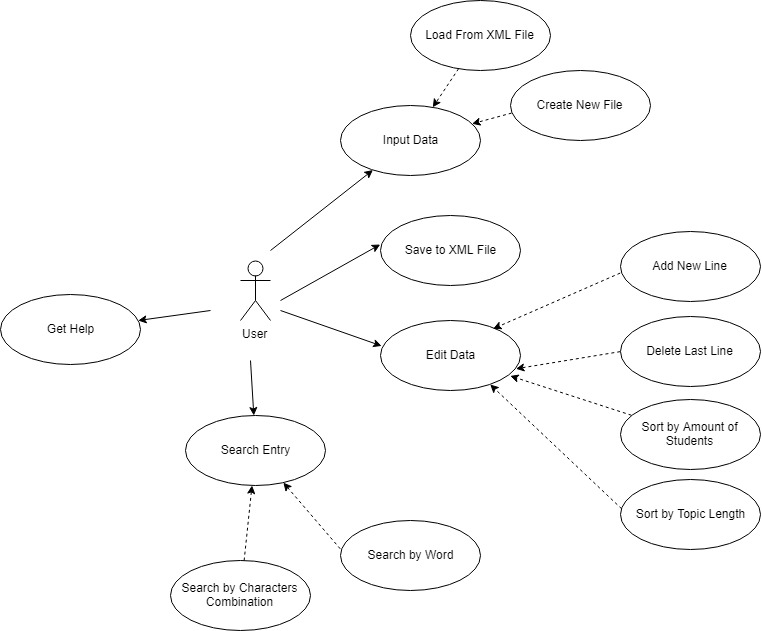 Load From XML File
Create New File
Input Data
Save to XML File
Add New Line
User
Get Help
Edit Data
Delete Last Line
Sort by Amount of
Students
Search Entry
Sort by Topic Length
Search by Word
Search by Characters
Combination